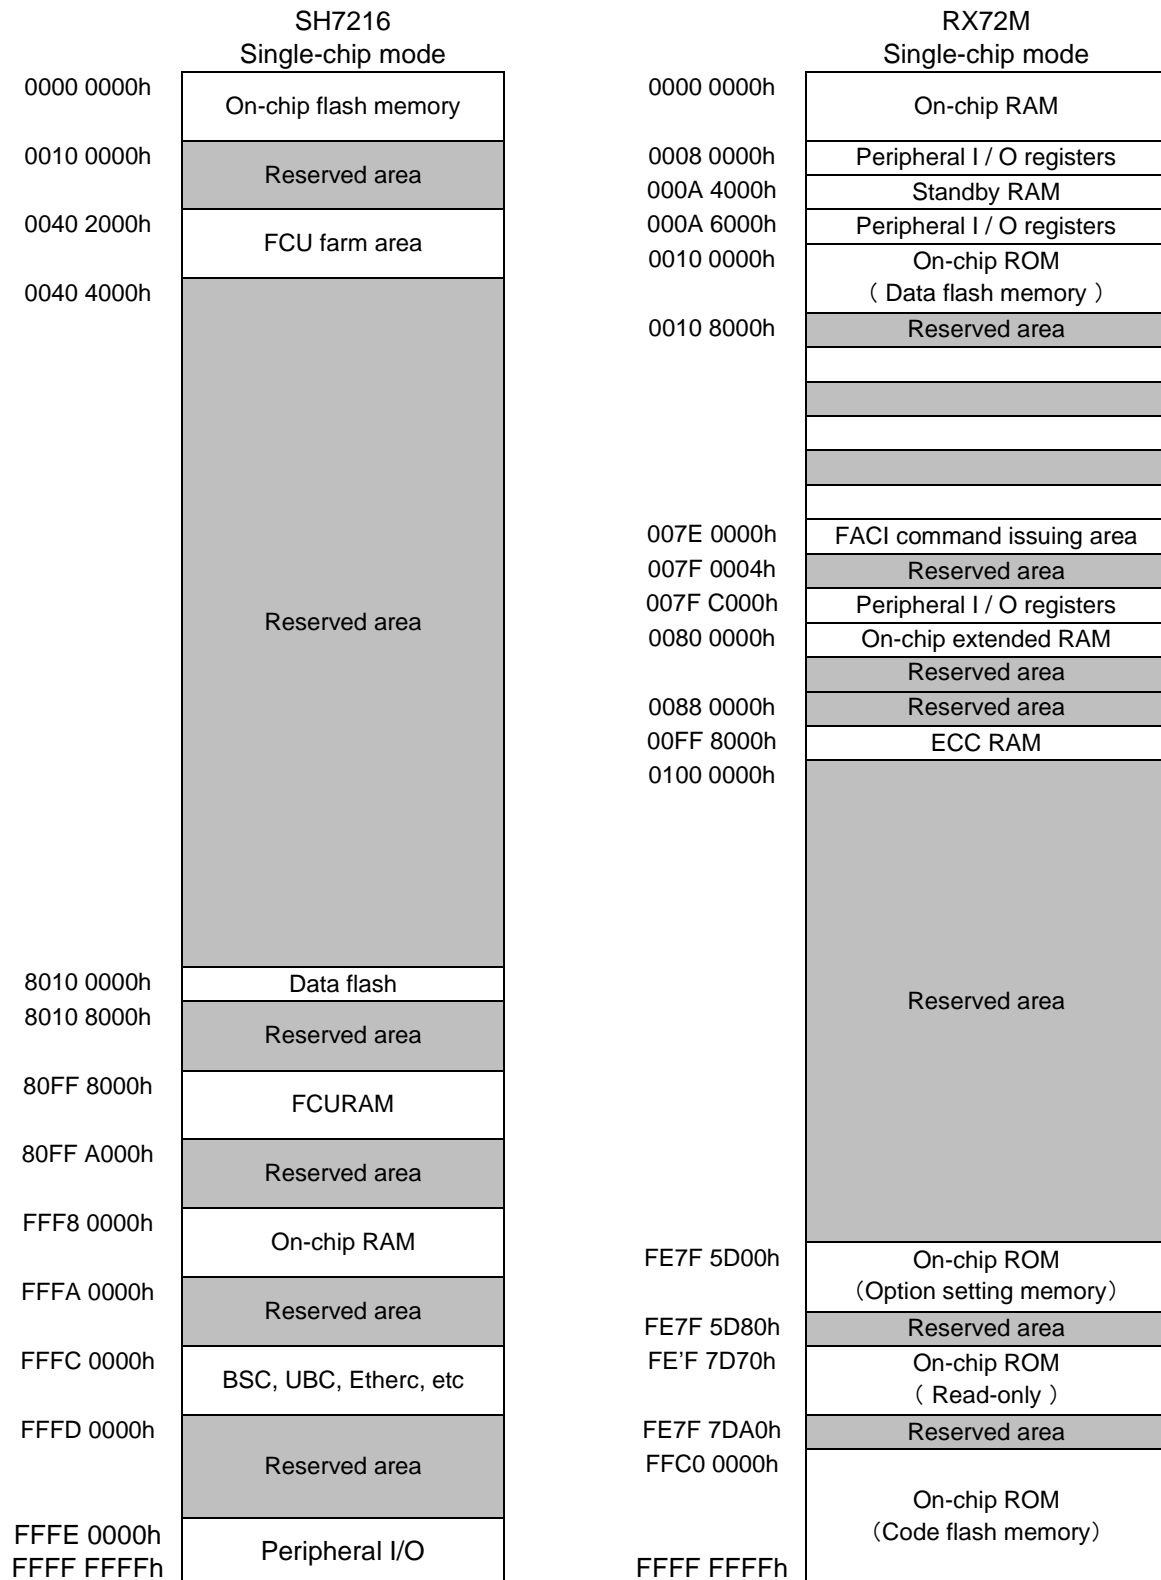 SH7216
Single-chip mode
0000 0000h
On-chip flash memory
0010 0000h
Reserved area
0040 2000h
FCU farm area
0040 4000h
Reserved area
8010 0000h
Data flash
8010 8000h
Reserved area
80FF 8000h
FCURAM
80FF A000h
Reserved area
FFF8 0000h
On-chip RAM
FFFA 0000h
Reserved area
FFFC 0000h
BSC, UBC, Etherc, etc
FFFD 0000h
Reserved area
FFFE 0000h
Peripheral I/O
FFFF FFFFh
RX72M
Single-chip mode
0000 0000h
On-chip RAM
0008 0000h
Peripheral I / O registers
000A 4000h
Standby RAM
000A 6000h
Peripheral I / O registers
0010 0000h
On-chip ROM
（ Data flash memory ）
0010 8000h
Reserved area
007E 0000h
FACI command issuing area
007F 0004h
Reserved area
007F C000h
Peripheral I / O registers
0080 0000h
On-chip extended RAM
Reserved area
0088 0000h
Reserved area
00FF 8000h
ECC RAM
0100 0000h
Reserved area
FE7F 5D00h
On-chip ROM
（Option setting memory）
FE7F 5D80h
Reserved area
FE'F 7D70h
On-chip ROM
（ Read-only ）
FE7F 7DA0h
Reserved area
FFC0 0000h
On-chip ROM
（Code flash memory）
FFFF FFFFh